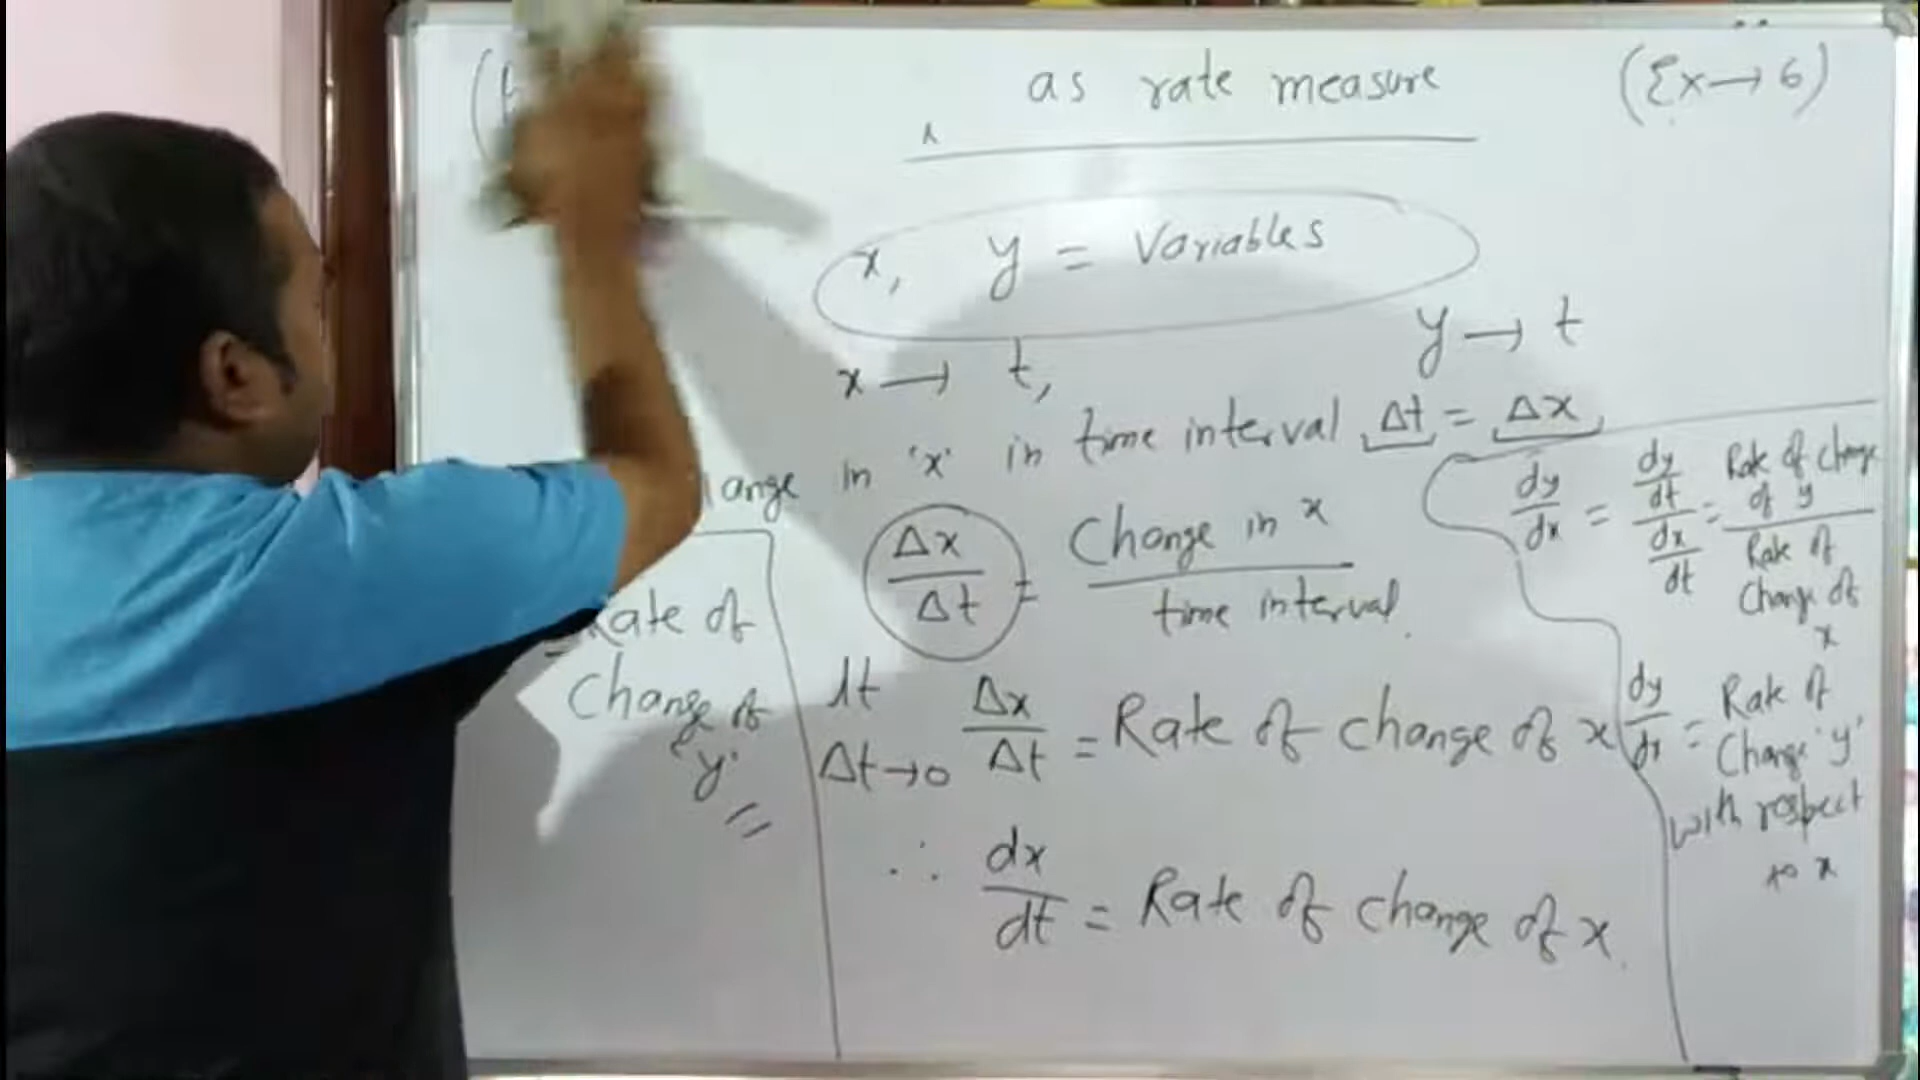 as rate measure
(Ex → 6)
x, y = Variables
x → t,
y → t
ange in 'x' in time interval Δt = Δx
Δx/Δt = Change in x/time interval.
lt Δt→0 Δx/Δt = Rate of change of x
∴ dx/dt = Rate of change of x.
= Rate of
Change of
'y'
=
dy/dx = dy/dt/dx/dt = Rate of change of y/Rate of Change of x
dy/dx = Rate of
Change 'y'
with respect
to x